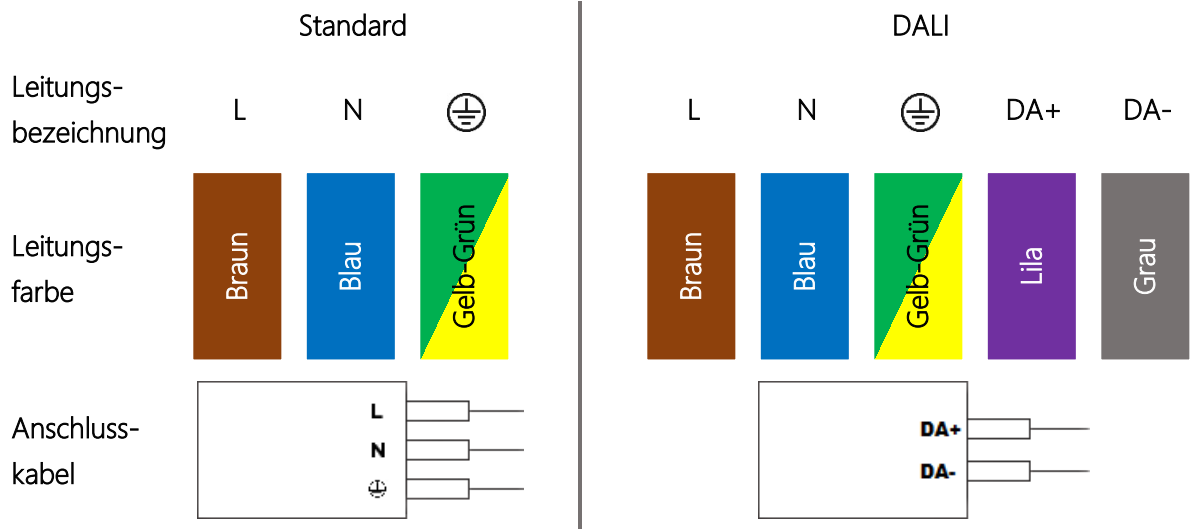 Standard
DALI
Leitungs-
bezeichnung
L N L N DA+ DA-
Leitungs-
farbe
Braun Blau Gelb-Grün Braun Blau Gelb-Grün Lila Grau
Anschluss-
kabel
L
N
DA+
DA-